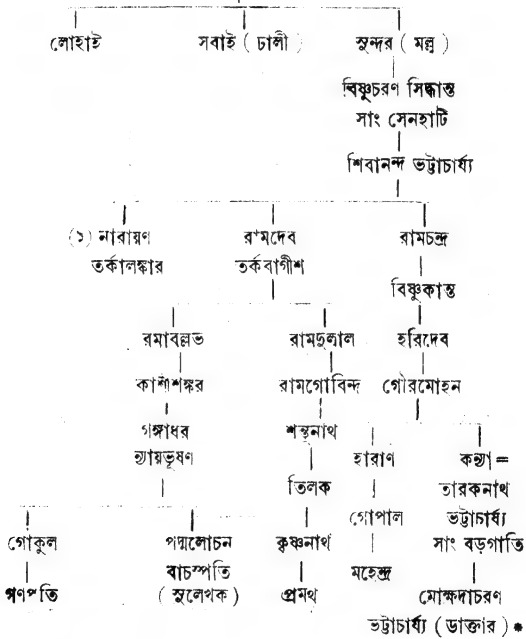 লোহাই সবাই ( ঢালী ) সুন্দর ( মল্ল )
বিষ্ণুচরণ সিদ্ধান্ত
সাং সেনহাটি
শিবানন্দ ভট্টাচার্য্য
(১) নারায়ণ রামদেব রামচন্দ্র
তর্কালঙ্কার তর্কবাগীশ
বিষ্ণুকান্ত
রমাবল্লভ রামদুলাল হরিদেব
কাশীশঙ্কর রামগোবিন্দ গৌরমোহন
গঙ্গাধর শম্ভুনাথ
ন্যায়ভূষণ হারাণ কন্যা =
তিলক তারকনাথ
গোপাল ভট্টাচার্য্য
গোকুল পদ্মলোচন কৃষ্ণনাথ সাং বড়গাতি
বাচস্পতি মহেন্দ্র
গণপতি ( সুলেখক ) প্রমথ মোক্ষদাচরণ
ভট্টাচার্য্য ( ডাক্তার ) *